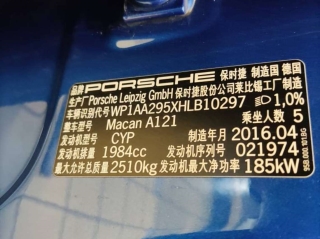 品牌 PORSCHE 保时捷 制造国 德国
生产厂 Porsche Leipzig GmbH 保时捷股份公司莱比锡工厂制造
车辆识别代号 WP1AA295XHLB10297 1,0%
整车型号 Macan A121 乘坐人数 5
发动机型号 CYP 制造年月 2016.04
发动机排量 1984cc 发动机序列号 021974
最大允许总质量 2510kg 发动机最大净功率 185kW